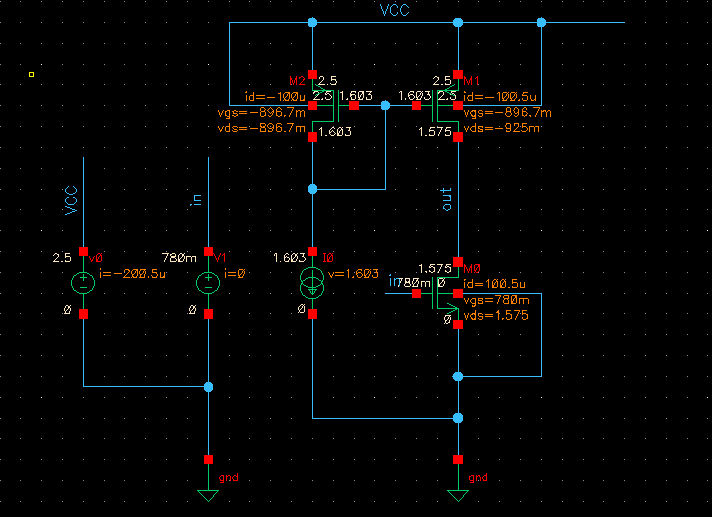 VCC
M2
2.5
2.5
M1
id=-100u
2.5
1.603
1.603
2.5
id=-100.5u
vgs=-896.7m
vgs=-896.7m
vds=-896.7m
1.603
1.575
vds=-925m
VCC
in
out
2.5
v0
780m
V1
1.603
I0
1.575
M0
i=-200.5u
i=0
v=1.603
in
780m
0
id=100.5u
vgs=780m
0
0
0
0
vds=1.575
gnd
gnd